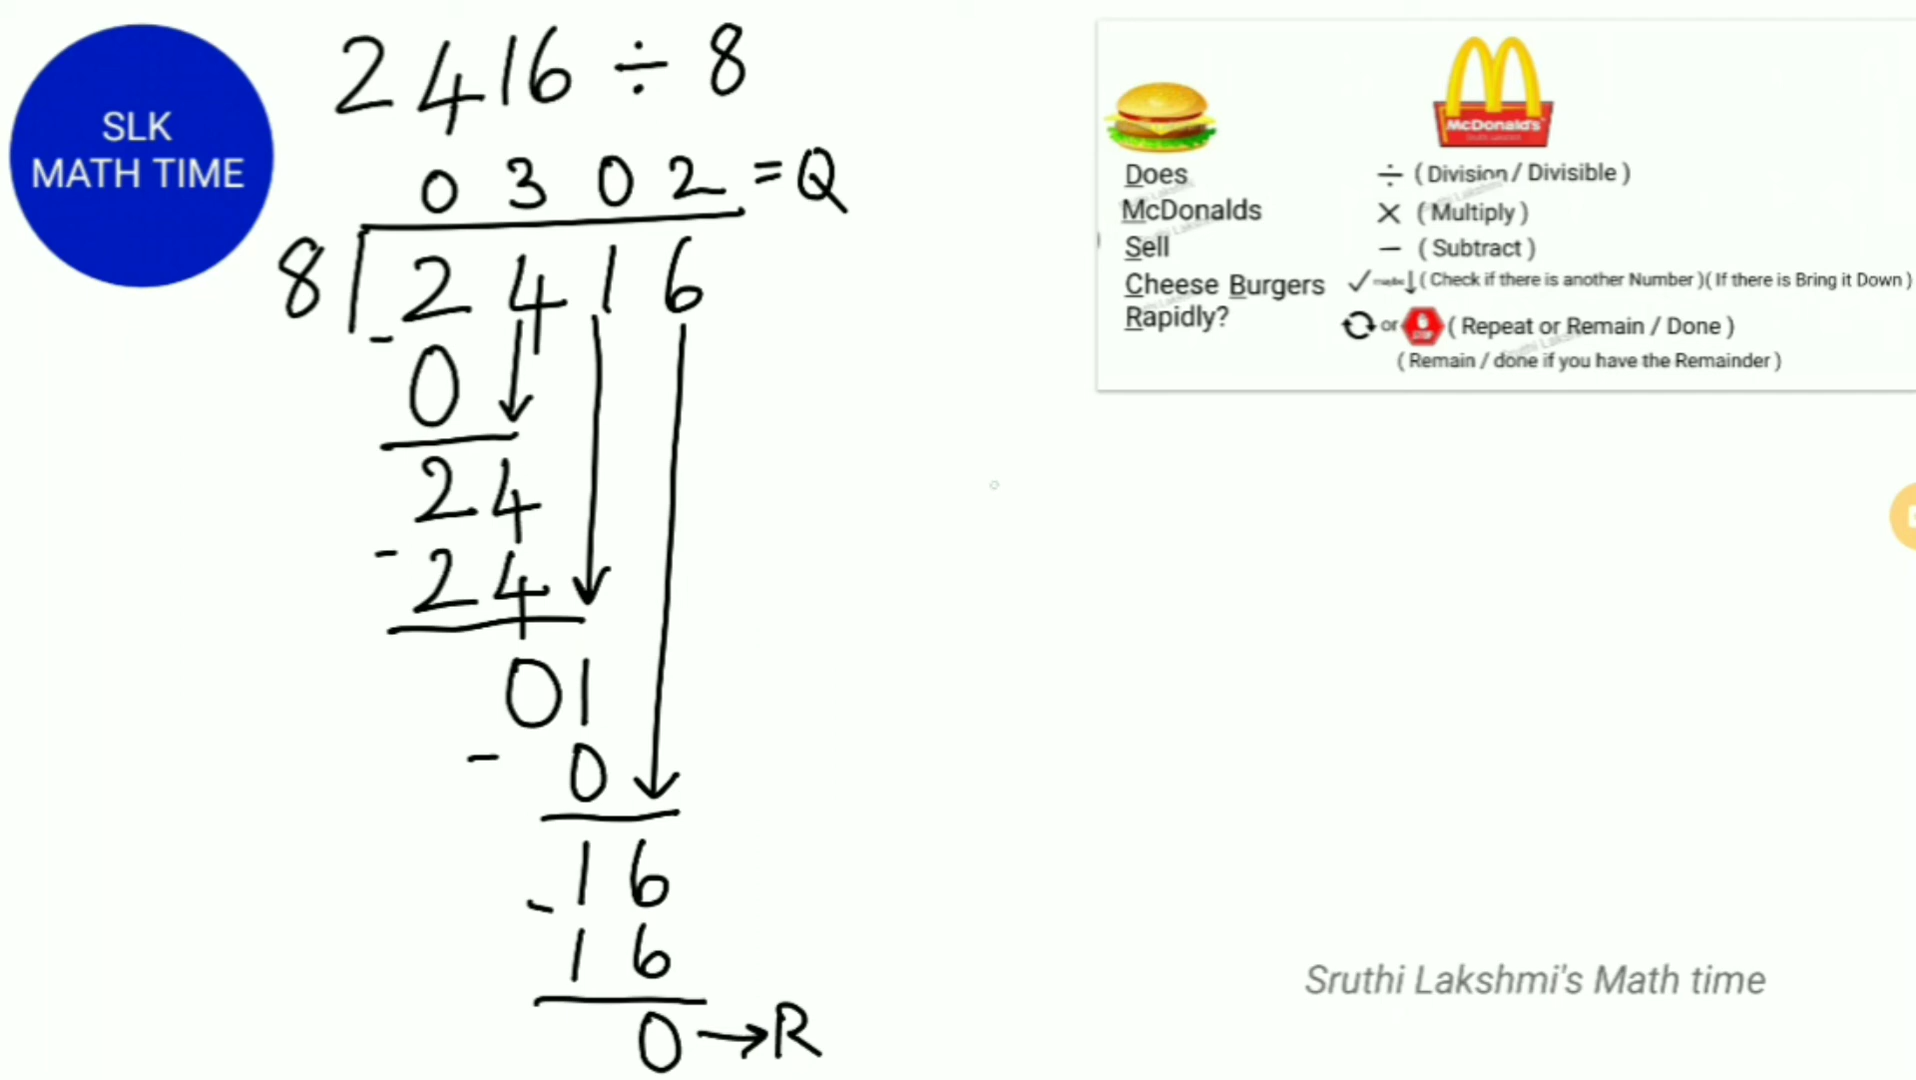 SLK
MATH TIME
2416 ÷ 8
0302 = Q
8 2416
-
0
24
- 24
01
- 0
16
-
16
0 → R
McDonald's
Does ÷ ( Division / Divisible )
McDonalds × ( Multiply )
Sell − ( Subtract )
Cheese Burgers ✓ maybe ↓ ( Check if there is another Number )( If there is Bring it Down )
Rapidly? or STOP ( Repeat or Remain / Done )
( Remain / done if you have the Remainder )
Sruthi Lakshmi's Math time